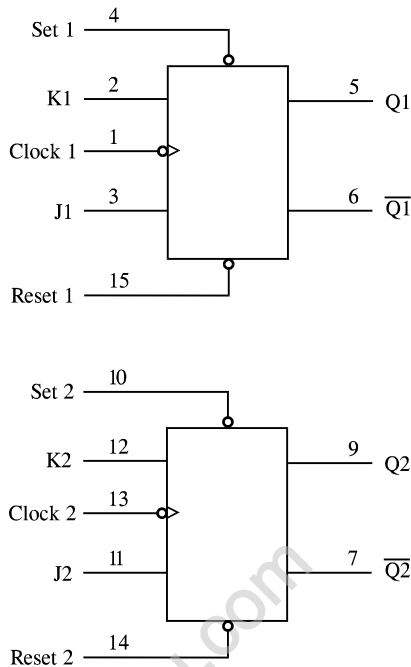 Set 1 4
K1 2
5 Q1
Clock 1 1
J1 3
6 Q1
Reset 1 15
Set 2 10
K2 12
9 Q2
Clock 2 13
J2 11
7 Q2
Reset 2 14
.com